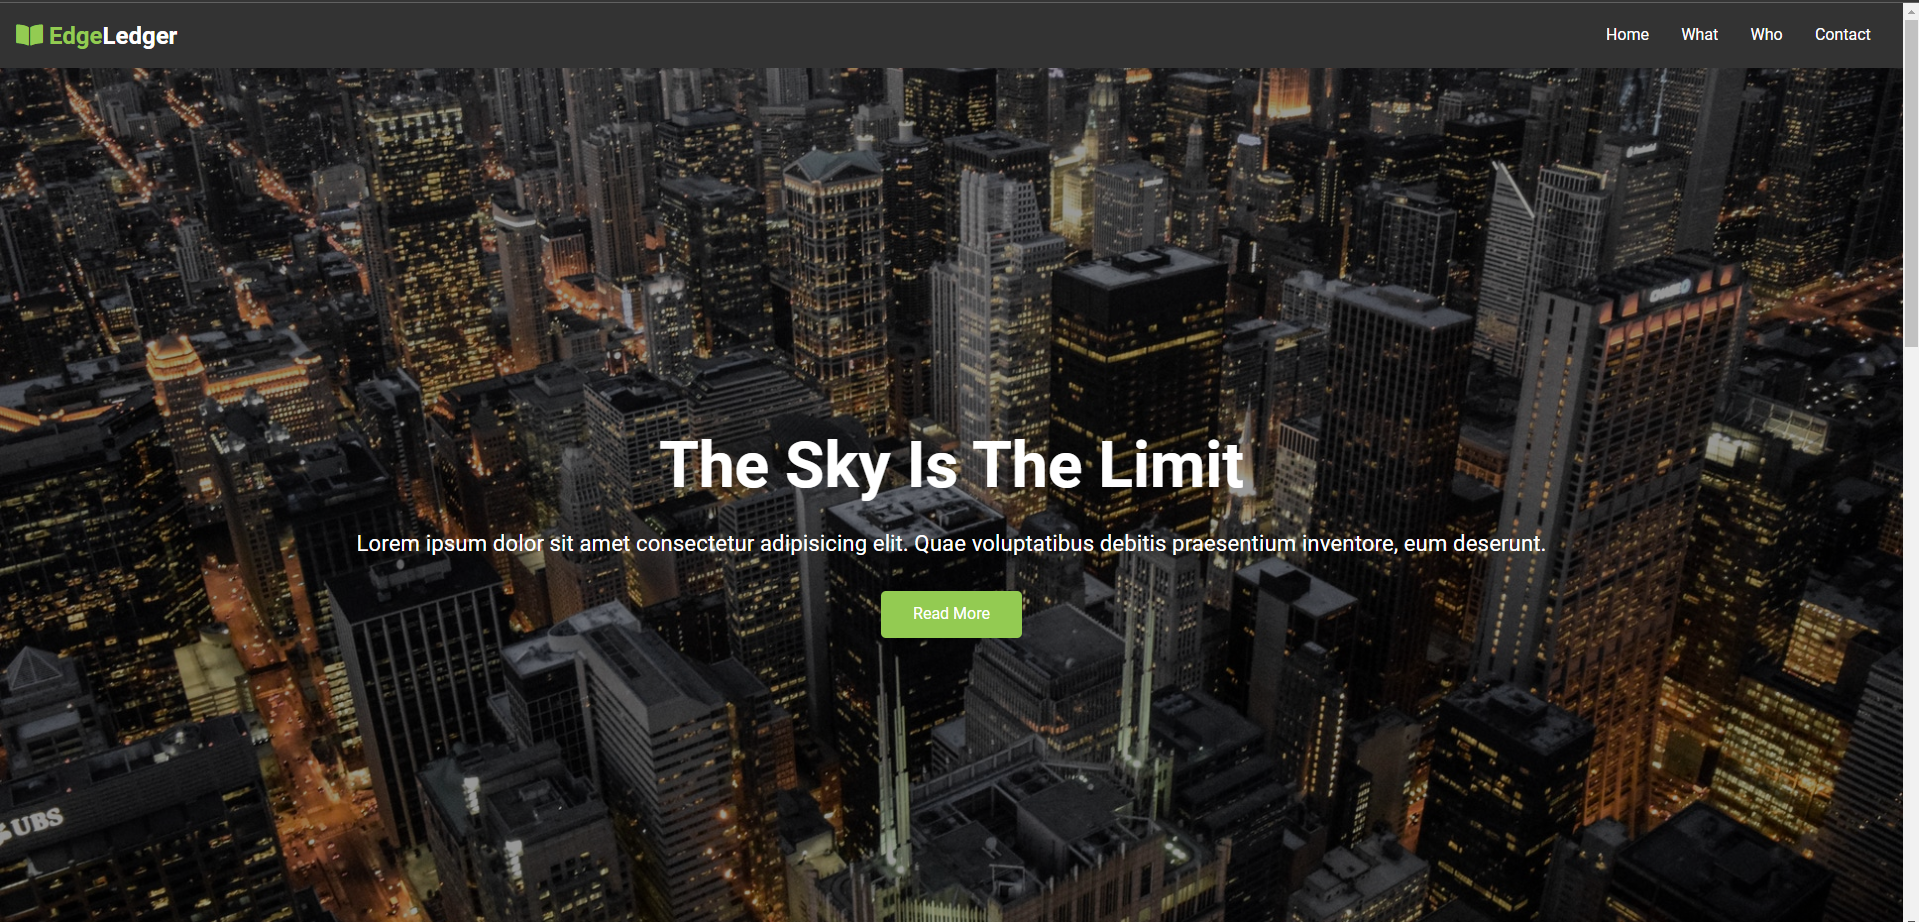 EdgeLedger
Home What Who Contact
The Sky Is The Limit
Lorem ipsum dolor sit amet consectetur adipisicing elit. Quae voluptatibus debitis praesentium inventore, eum deserunt.
Read More
UBS